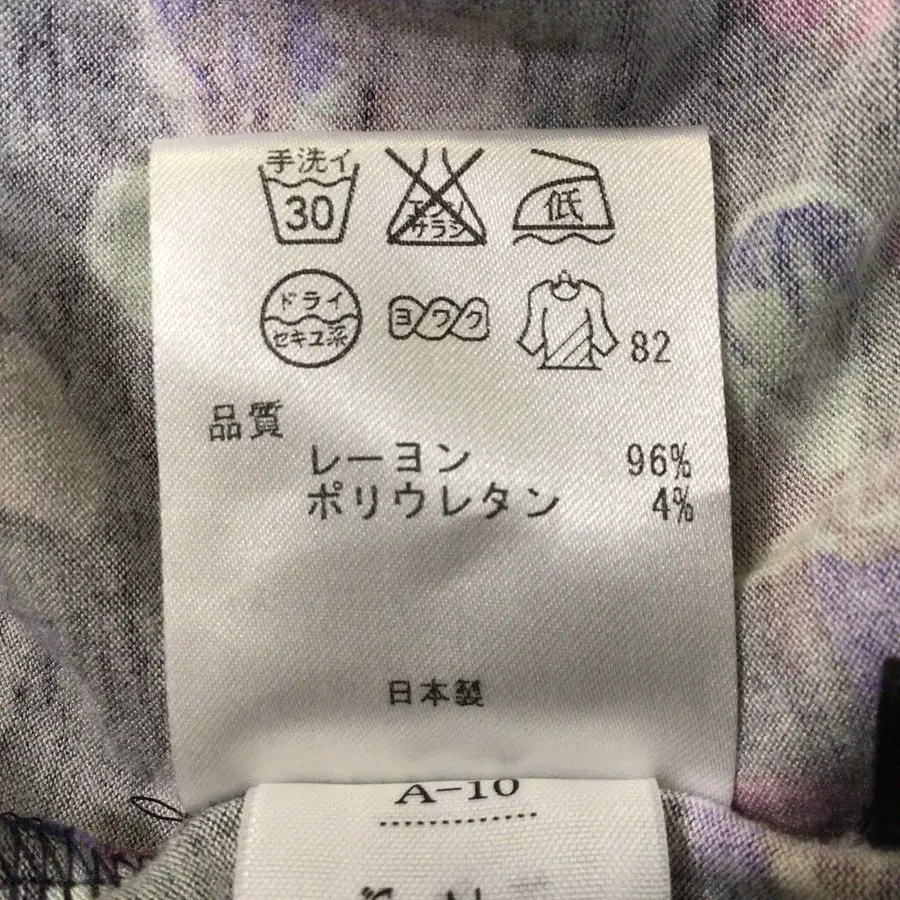 手洗イ
30
エンソ
サラシ
低
ドライ
セキユ系
ヨワク
82
品質
レーヨン 96%
ポリウレタン 4%
日本製
A-10